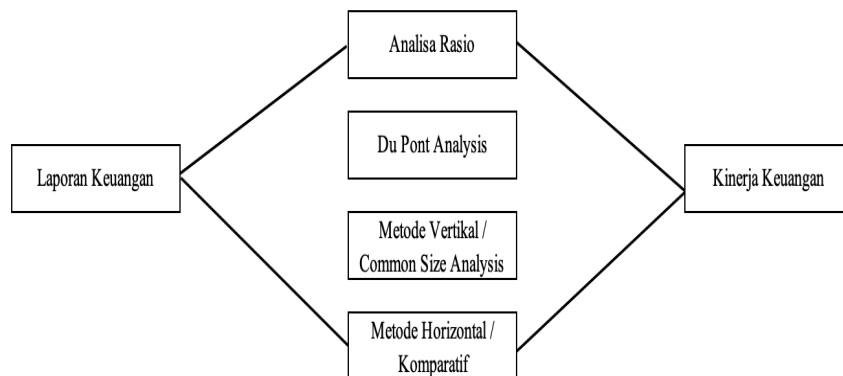 Analisa Rasio
Du Pont Analysis
Laporan Keuangan
Kinerja Keuangan
Metode Vertikal /
Common Size Analysis
Metode Horizontal /
Komparatif